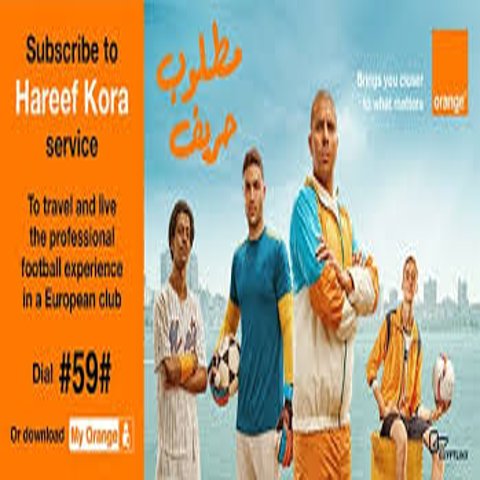 Subscribe to
Hareef Kora
service
To travel and live
the professional
football experience
in a European club
Dial #59#
Or download My Orange
مطلوب
حريف
Brings you closer
to what matters
orange